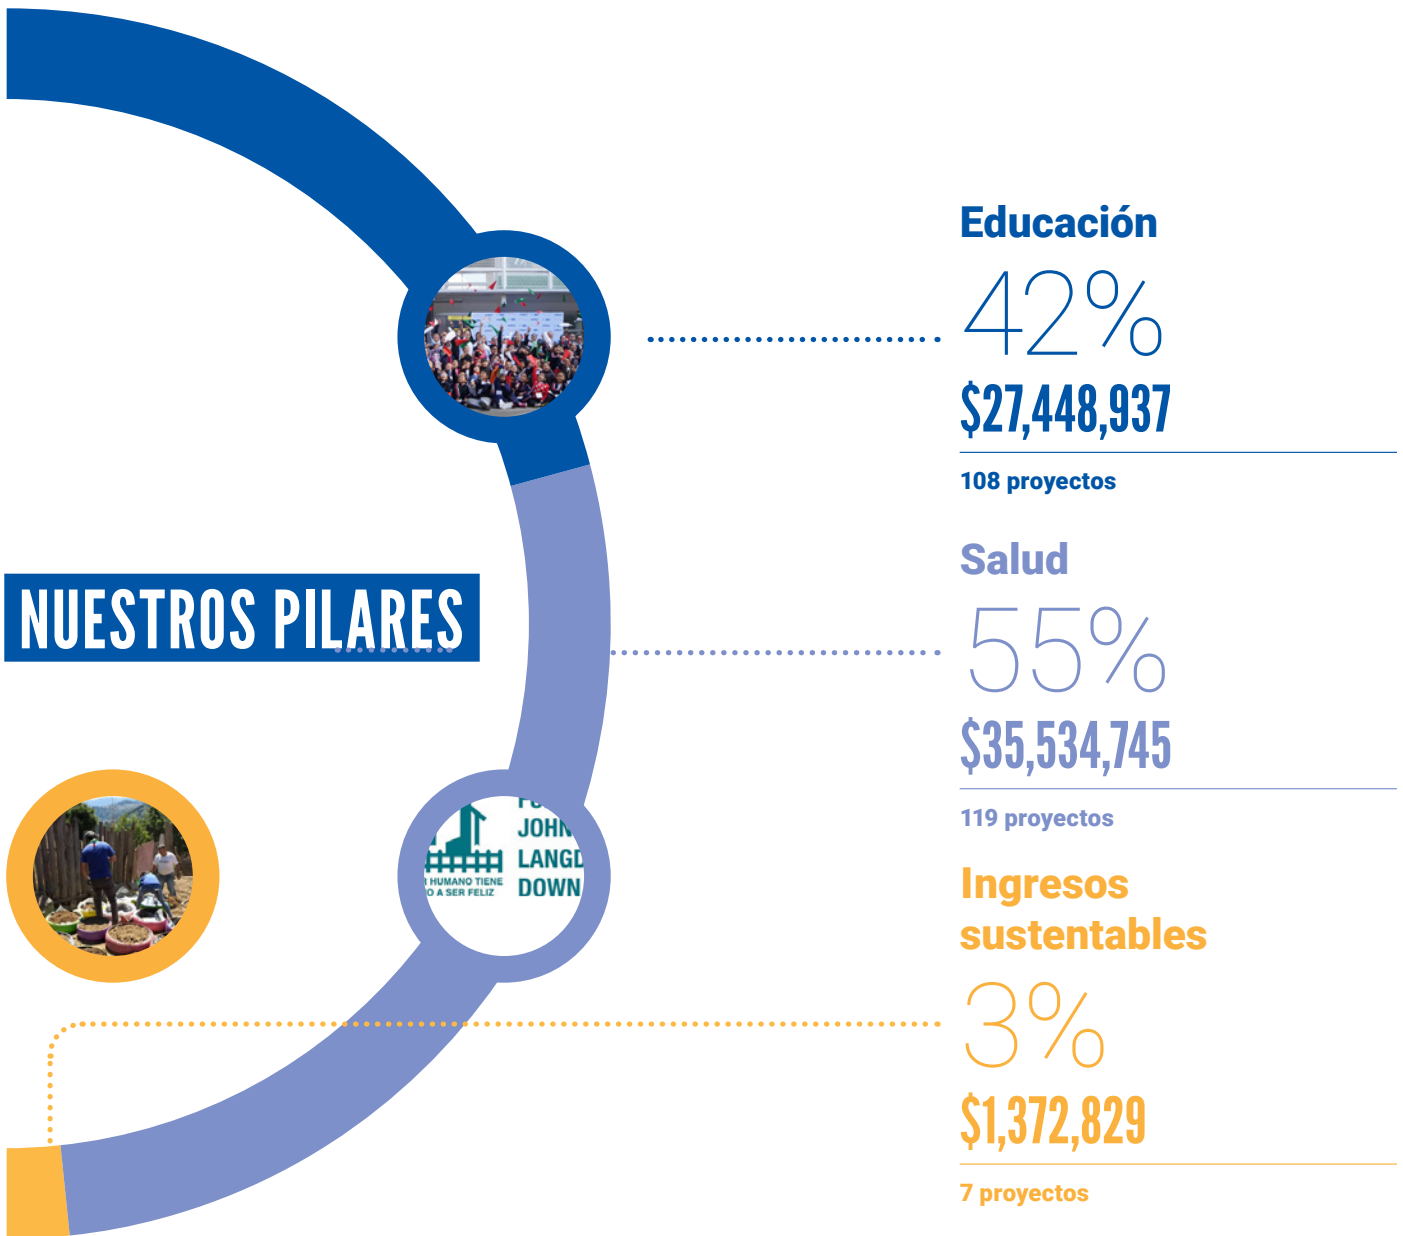 Educación
42%
$27,448,937
108 proyectos
NUESTROS PILARES
Salud
55%
$35,534,745
119 proyectos
JOHN
LANGD
DOWN
HUMANO TIENE
O A SER FELIZ
Ingresos
sustentables
3%
$1,372,829
7 proyectos